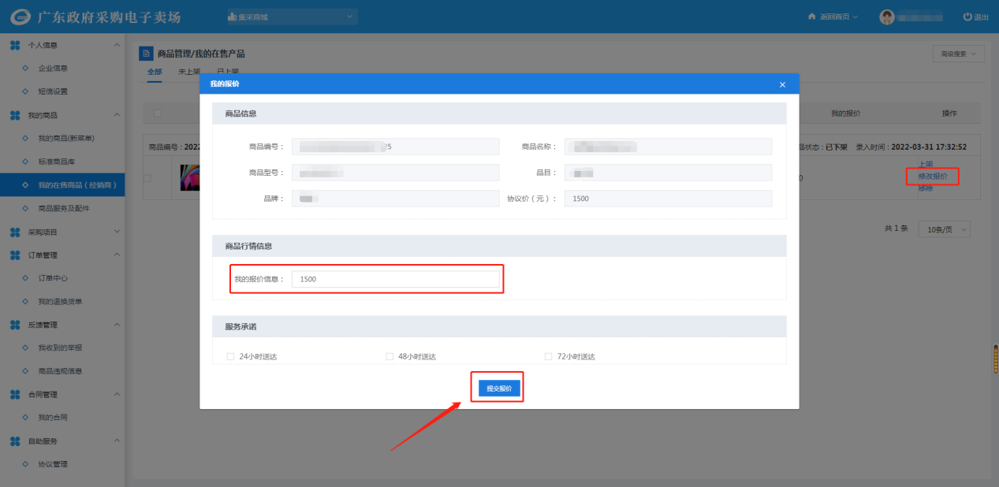 广东政府采购电子卖场
集采商城
返回首页
退出
个人信息
企业信息
短信设置
我的商品
我的商品(新菜单)
标准商品库
我的在售商品（经销商）
商品服务及配件
采购项目
订单管理
订单中心
我的退换货单
反馈管理
我收到的举报
商品违规信息
合同管理
我的合同
自助服务
协议管理
商品管理/我的在售产品
高级搜索
全部 未上架 已上架
我的报价 操作
商品编号：2022
品状态：已下架 录入时间：2022-03-31 17:32:52
上架
修改报价
移除
共 1 条 10条/页
我的报价
商品信息
商品编号：
商品名称：
商品型号：
品目：
品牌：
协议价（元）： 1500
商品行情信息
我的报价信息： 1500
服务承诺
24小时送达 48小时送达 72小时送达
提交报价